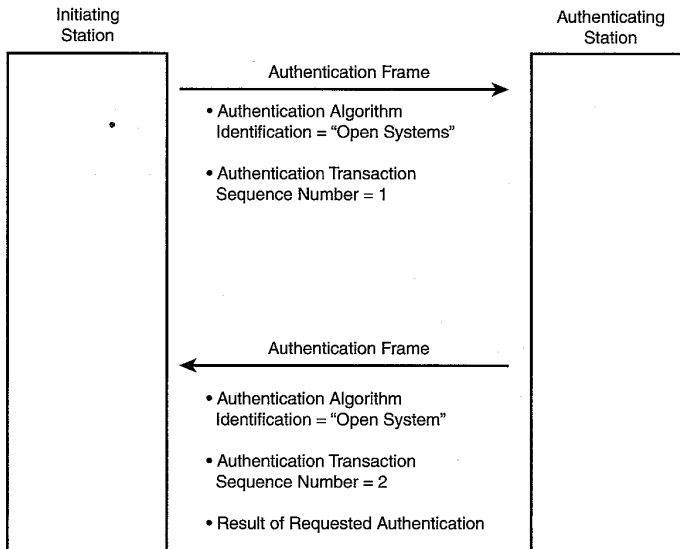 Initiating
Station
Authenticating
Station
Authentication Frame
• Authentication Algorithm
Identification = “Open Systems”
• Authentication Transaction
Sequence Number = 1
Authentication Frame
• Authentication Algorithm
Identification = “Open System”
• Authentication Transaction
Sequence Number = 2
• Result of Requested Authentication